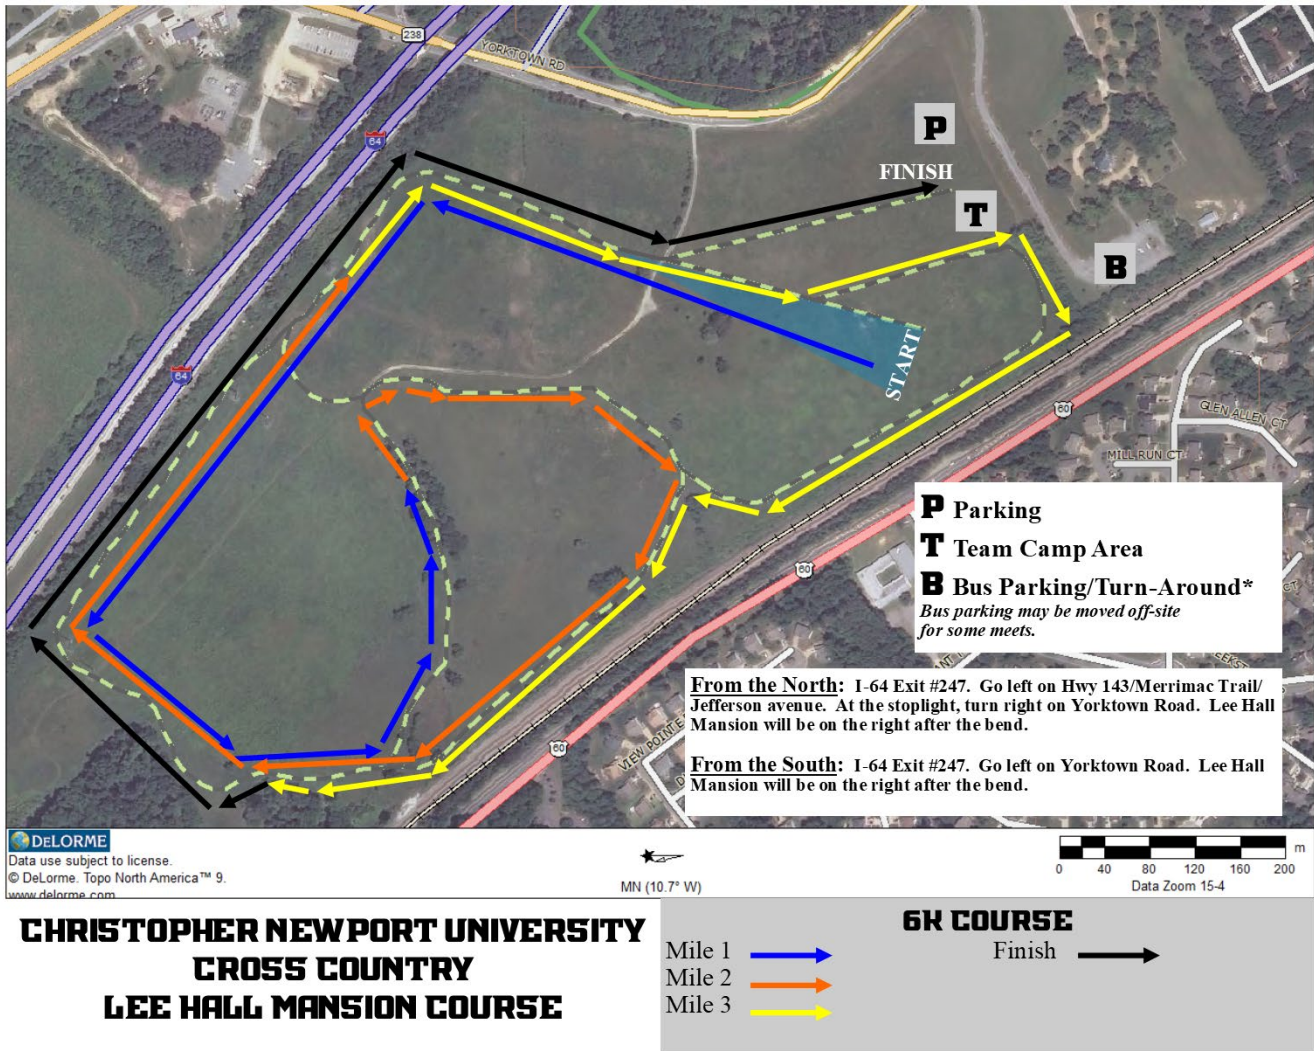 238
YORKTOWN RD
64
P
FINISH
T
B
64
START
60
GLEN ALLEN CT
MILL RUN CT
60
CT
P Parking
T Team Camp Area
B Bus Parking/Turn-Around*
Bus parking may be moved off-site
for some meets.
EEKST
From the North: I-64 Exit #247. Go left on Hwy 143/Merrimac Trail/
Jefferson avenue. At the stoplight, turn right on Yorktown Road. Lee Hall
Mansion will be on the right after the bend.
From the South: I-64 Exit #247. Go left on Yorktown Road. Lee Hall
Mansion will be on the right after the bend.
VIEW POINTE
60
DELORME
Data use subject to license.
© DeLorme. Topo North America™ 9.
www.delorme.com
MN (10.7° W)
m
0 40 80 120 160 200
Data Zoom 15-4
CHRISTOPHER NEWPORT UNIVERSITY
CROSS COUNTRY
LEE HALL MANSION COURSE
6K COURSE
Mile 1
Finish
Mile 2
Mile 3